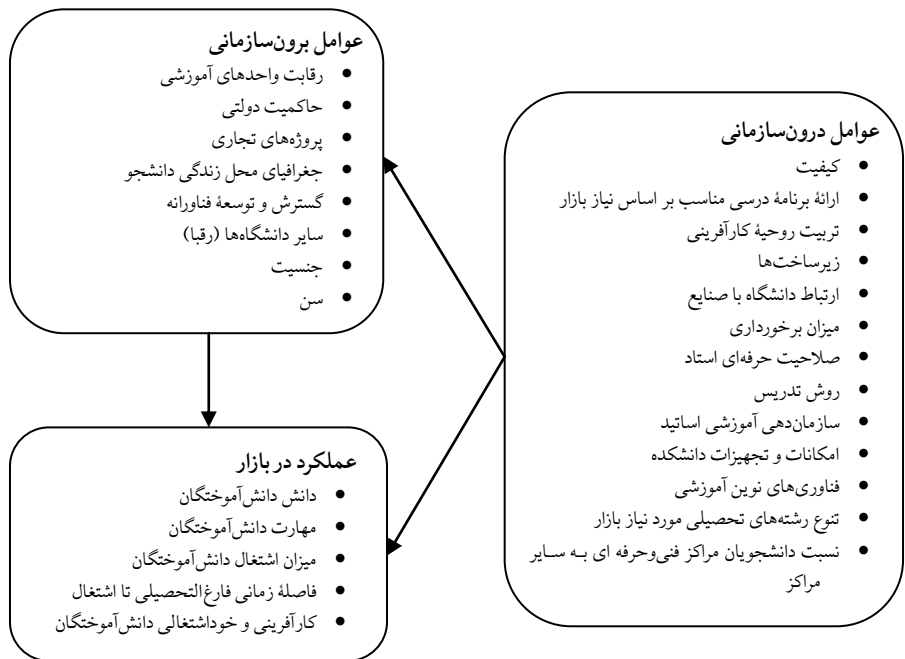 عوامل برون‌سازمانی
• رقابت واحدهای آموزشی
• حاکمیت دولتی
• پروژه‌های تجاری
• جغرافیای محل زندگی دانشجو
• گسترش و توسعهٔ فناورانه
• سایر دانشگاه‌ها (رقبا)
• جنسیت
• سن
عوامل درون‌سازمانی
• کیفیت
• ارائهٔ برنامهٔ درسی مناسب بر اساس نیاز بازار
• تربیت روحیهٔ کارآفرینی
• زیرساخت‌ها
• ارتباط دانشگاه با صنایع
• میزان برخورداری
• صلاحیت حرفه‌ای استاد
• روش تدریس
• سازمان‌دهی آموزشی اساتید
• امکانات و تجهیزات دانشکده
• فناوری‌های نوین آموزشی
• تنوع رشته‌های تحصیلی مورد نیاز بازار
• نسبت دانشجویان مراکز فنی‌وحرفه ای بـه سـایر
مراکز
عملکرد در بازار
• دانش دانش‌آموختگان
• مهارت دانش‌آموختگان
• میزان اشتغال دانش‌آموختگان
• فاصلهٔ زمانی فارغ‌التحصیلی تا اشتغال
• کارآفرینی و خوداشتغالی دانش‌آموختگان